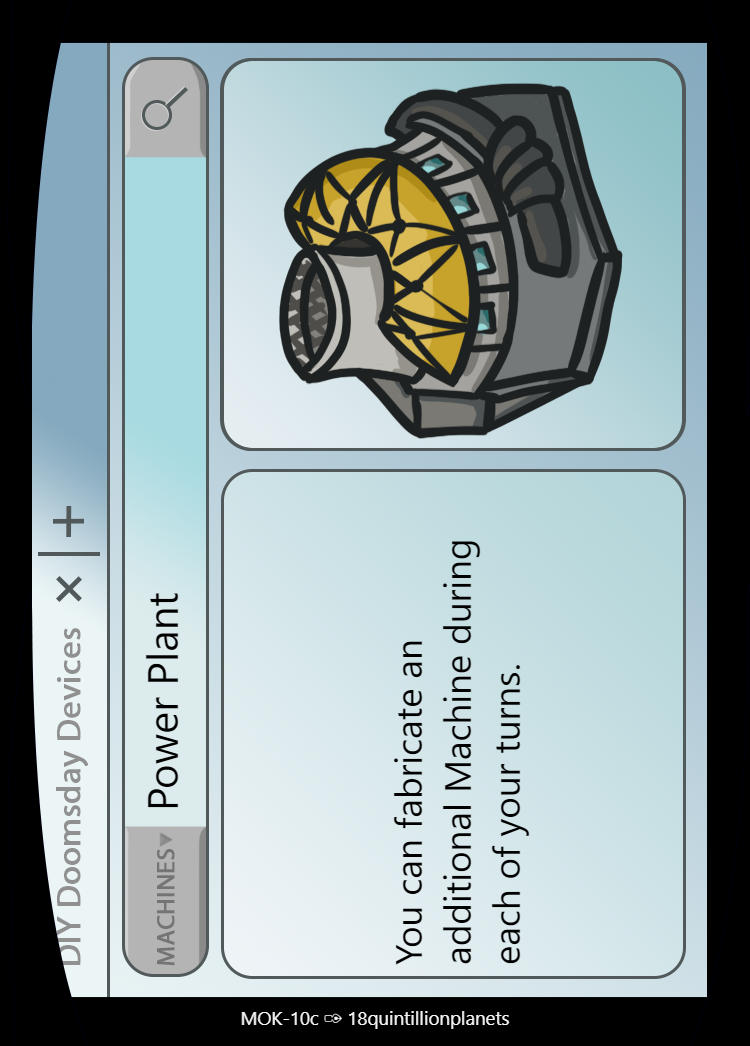 DIY Doomsday Devices × | +
MACHINES▾ Power Plant
You can fabricate an
additional Machine during
each of your turns.
MOK-10c ✑ 18quintillionplanets